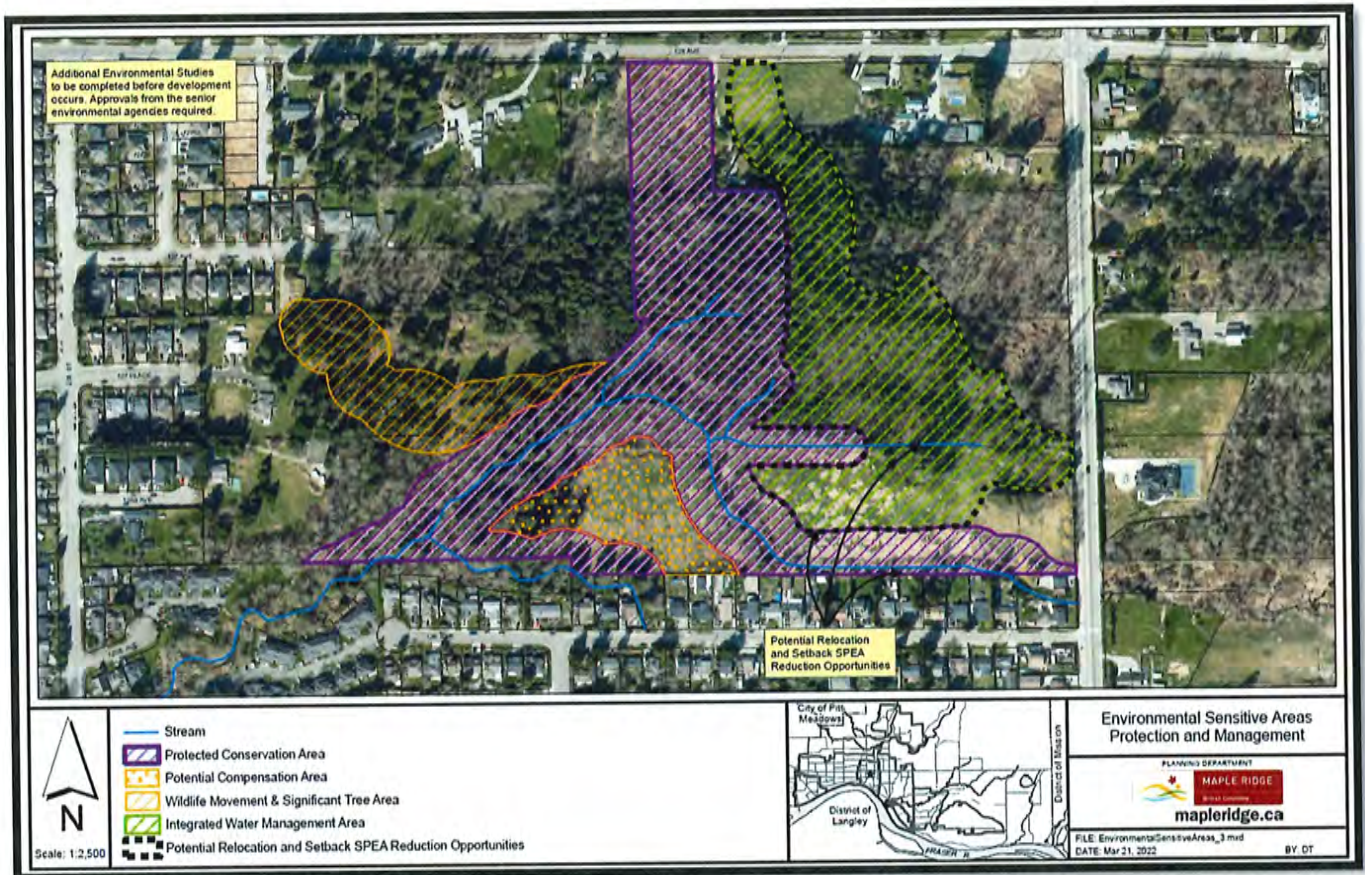 Additional Environmental Studies
to be completed before development
occurs. Approvals from the senior
environmental agencies required.
Potential Relocation
and Setback SPEA
Reduction Opportunities
N
Scale: 1:2,500
Stream
Protected Conservation Area
Potential Compensation Area
Wildlife Movement & Significant Tree Area
Integrated Water Management Area
Potential Relocation and Setback SPEA Reduction Opportunities
City of Pitt
Meadows
District of
Langley
District of Mission
FRASER R.
Environmental Sensitive Areas
Protection and Management
PLANNING DEPARTMENT
MAPLE RIDGE
British Columbia
mapleridge.ca
FILE: EnvironmentalSensitiveAreas_3.mxd
DATE: Mar 21, 2022
BY: DT